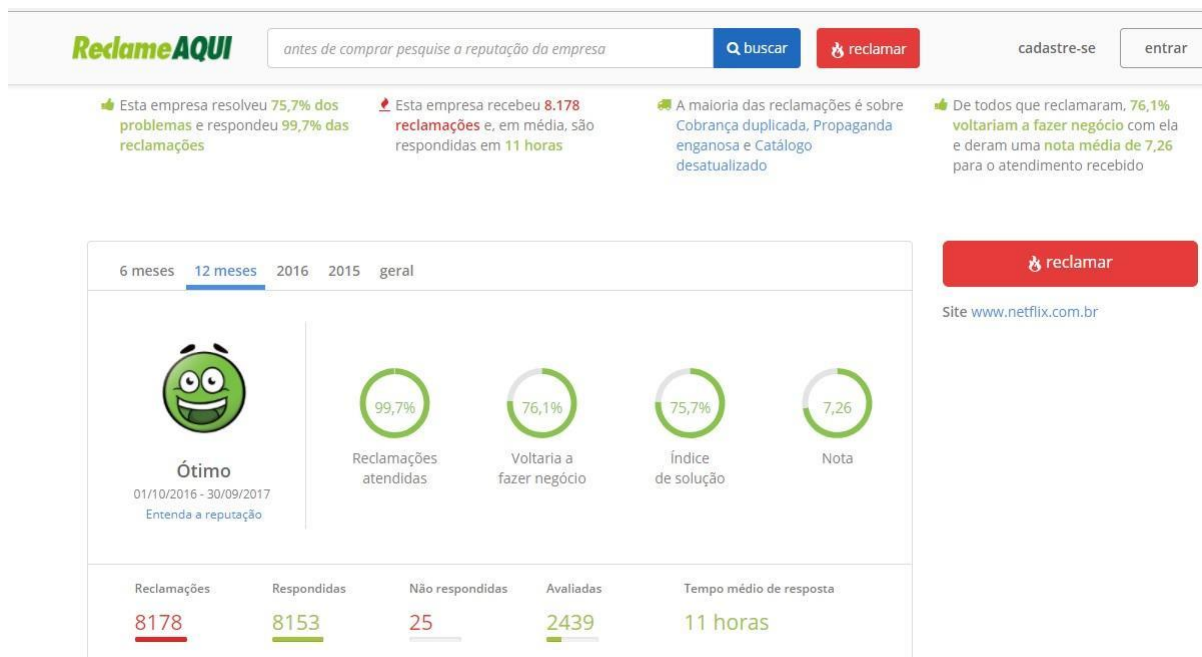 ReclameAQUI
antes de comprar pesquise a reputação da empresa
buscar
reclamar
cadastre-se
entrar
Esta empresa resolveu 75,7% dos
problemas e respondeu 99,7% das
reclamações
Esta empresa recebeu 8.178
reclamações e, em média, são
respondidas em 11 horas
A maioria das reclamações é sobre
Cobrança duplicada, Propaganda
enganosa e Catálogo
desatualizado
De todos que reclamaram, 76,1%
voltariam a fazer negócio com ela
e deram uma nota média de 7,26
para o atendimento recebido
6 meses 12 meses 2016 2015 geral
reclamar
Site www.netflix.com.br
Ótimo
01/10/2016 - 30/09/2017
Entenda a reputação
99,7%
Reclamações
atendidas
76,1%
Voltaria a
fazer negócio
75,7%
Índice
de solução
7,26
Nota
Reclamações
8178
Respondidas
8153
Não respondidas
25
Avaliadas
2439
Tempo médio de resposta
11 horas